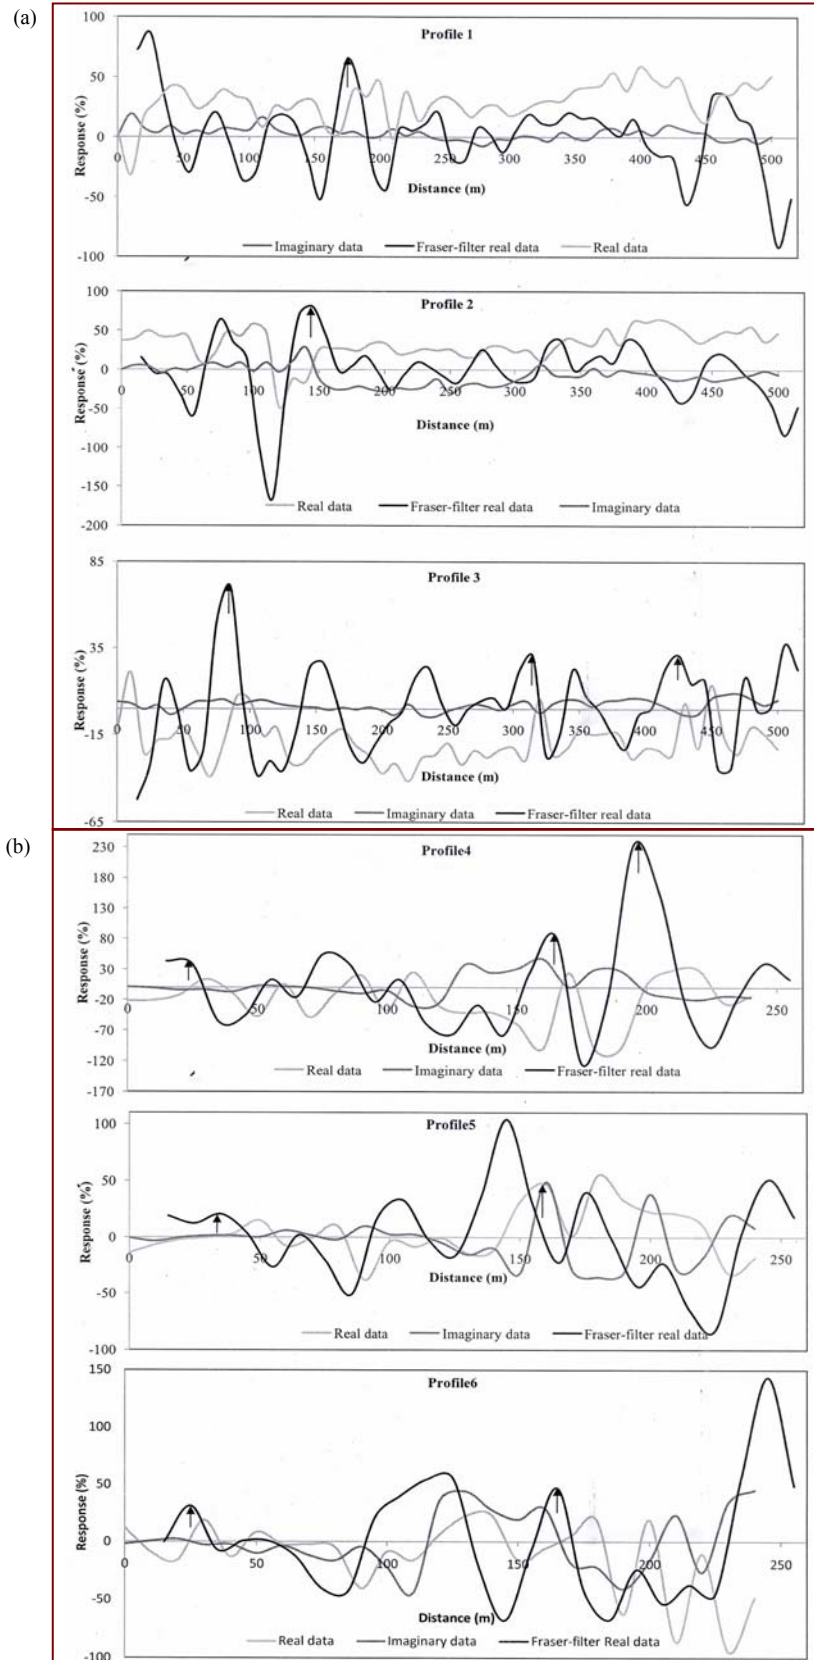 (a)
Profile 1
100
50
0
-50
-100
Response (%)
0 50 100 150 200 250 300 350 400 450 500
Distance (m)
Imaginary data Fraser-filter real data Real data
Profile 2
100
50
0
-50
-100
-150
-200
Response (%)
0 50 100 150 200 250 300 350 400 450 500
Distance (m)
Real data Fraser-filter real data Imaginary data
Profile 3
85
35
-15
-65
Response (%)
0 50 100 150 200 250 300 350 400 450 500
Distance (m)
Real data Imaginary data Fraser-filter real data
(b)
Profile4
230
180
130
80
30
-20
-70
-120
-170
Response (%)
0 50 100 150 200 250
Distance (m)
Real data Imaginary data Fraser-filter real data
Profile5
100
50
0
-50
-100
Response (%)
0 50 100 150 200 250
Distance (m)
Real data Imaginary data Fraser-filter real data
Profile6
150
100
50
0
-50
-100
Response (%)
0 50 100 150 200 250
Distance (m)
Real data Imaginary data Fraser-filter Real data